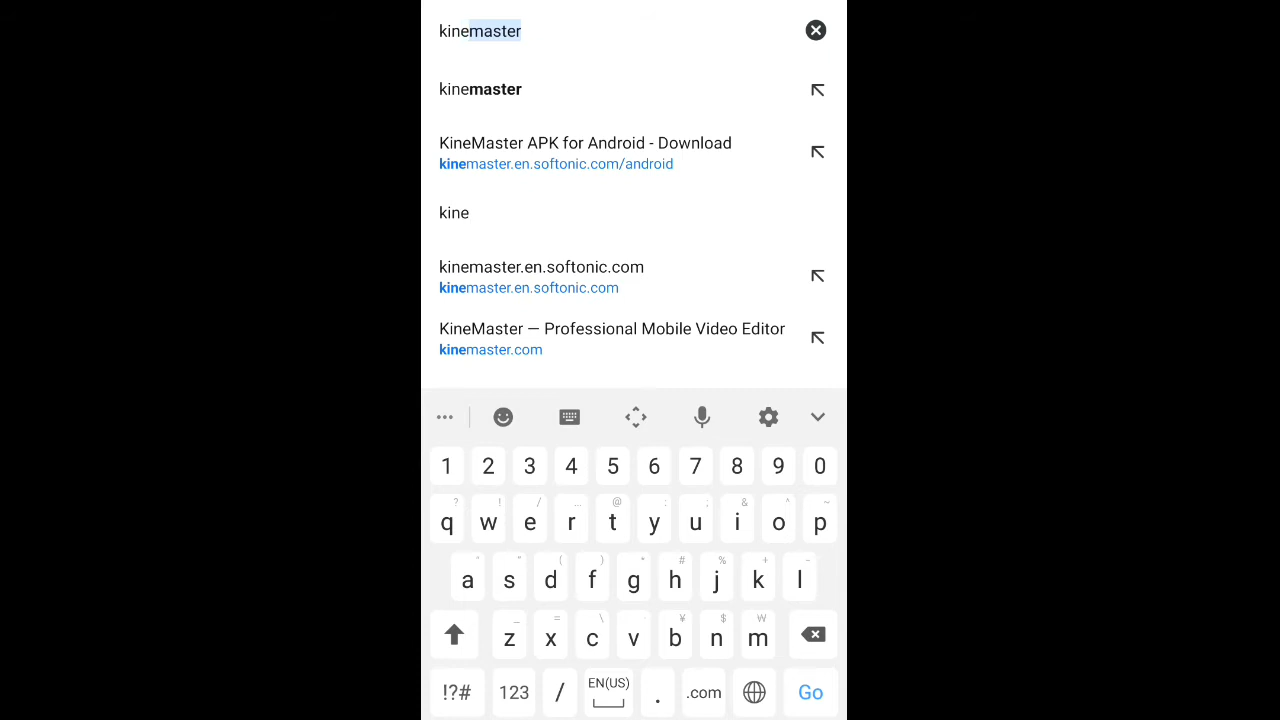 kinemaster
kinemaster
KineMaster APK for Android - Download
kinemaster.en.softonic.com/android
kine
kinemaster.en.softonic.com
kinemaster.en.softonic.com
KineMaster — Professional Mobile Video Editor
kinemaster.com
1 2 3 4 5 6 7 8 9 0
? ! / ... @ : ; & ^ ~
q w e r t y u i o p
( ) * # % + -
a s d f g h j k l
_ = \ ¥ $ ₩
z x c v b n m
!?# 123 / EN(US) . .com Go